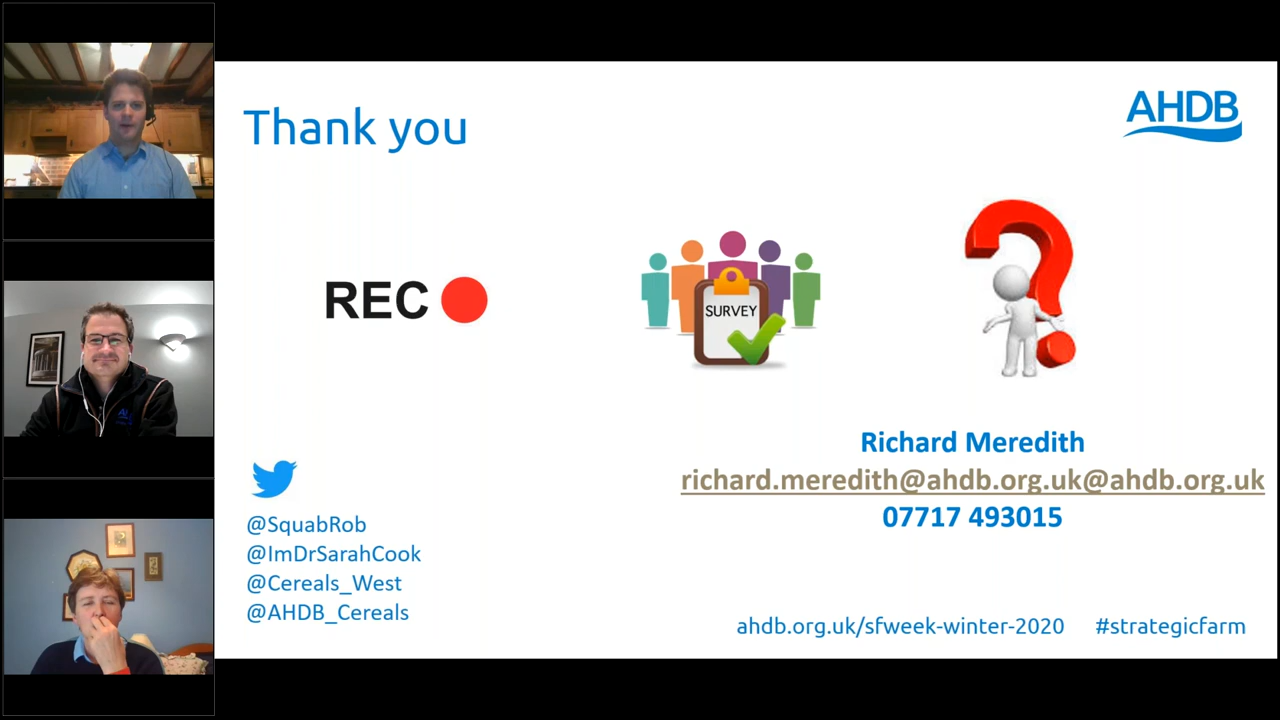 Thank you
AHDB
REC
SURVEY
Richard Meredith
richard.meredith@ahdb.org.uk@ahdb.org.uk
07717 493015
@SquabRob
@ImDrSarahCook
@Cereals_West
@AHDB_Cereals
ahdb.org.uk/sfweek-winter-2020 #strategicfarm